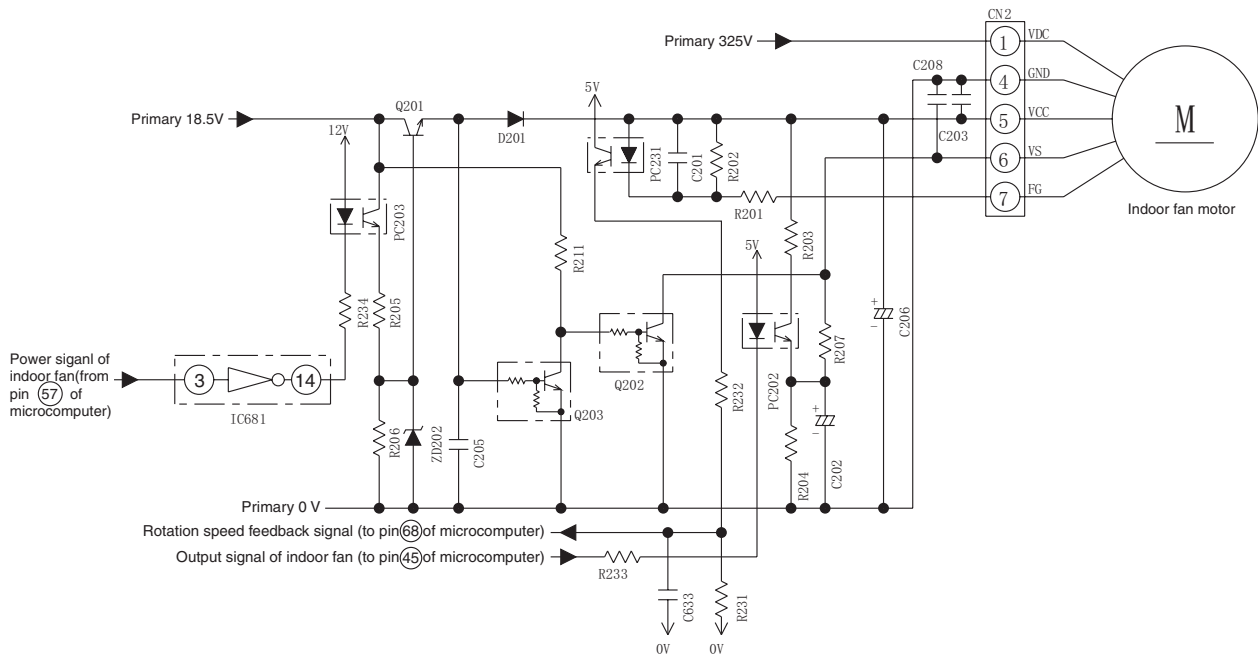 CN2
Primary 325V
1
VDC
C208
4
GND
5V
Q201
Primary 18.5V
5
VCC
M
12V
D201
C203
PC231
C201
R202
6
VS
7
FG
R201
Indoor fan motor
PC203
R211
5V
R203
R234
R205
C206
Power siganl of
indoor fan(from
pin 57 of
microcomputer)
3
14
IC681
R207
Q202
PC202
R232
Q203
R206
ZD202
C205
R204
C202
Primary 0 V
Rotation speed feedback signal (to pin 68 of microcomputer)
Output signal of indoor fan (to pin 45 of microcomputer)
R233
C633
R231
0V
0V
+
-
+
-